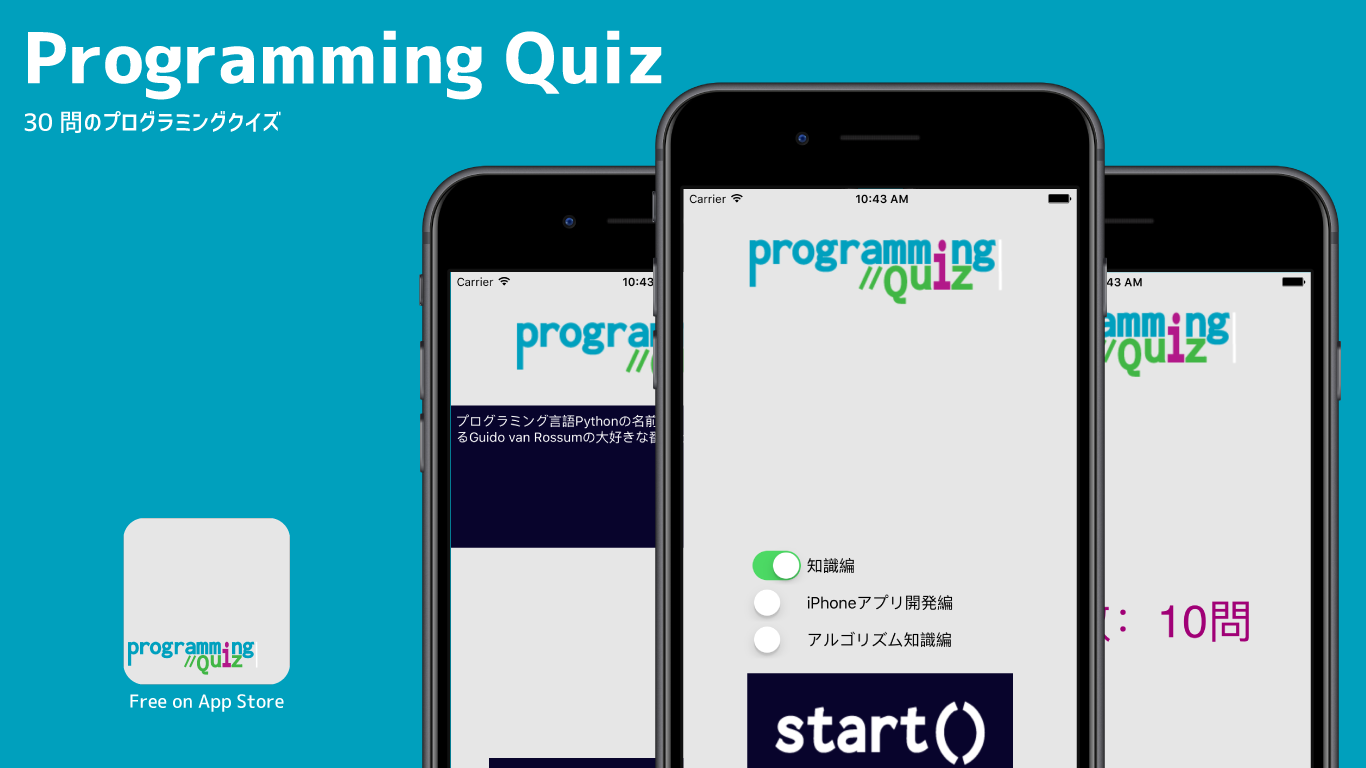 Programming Quiz
30 問のプログラミングクイズ
Carrier
10:43
programming
//Quiz
プログラミング言語Pythonの名前
るGuido van Rossumの大好きな
Carrier
10:43 AM
programming
//Quiz
知識編
iPhoneアプリ開発編
アルゴリズム知識編
start()
43 AM
amming
/Quiz
: 10問
programming
//Quiz
Free on App Store